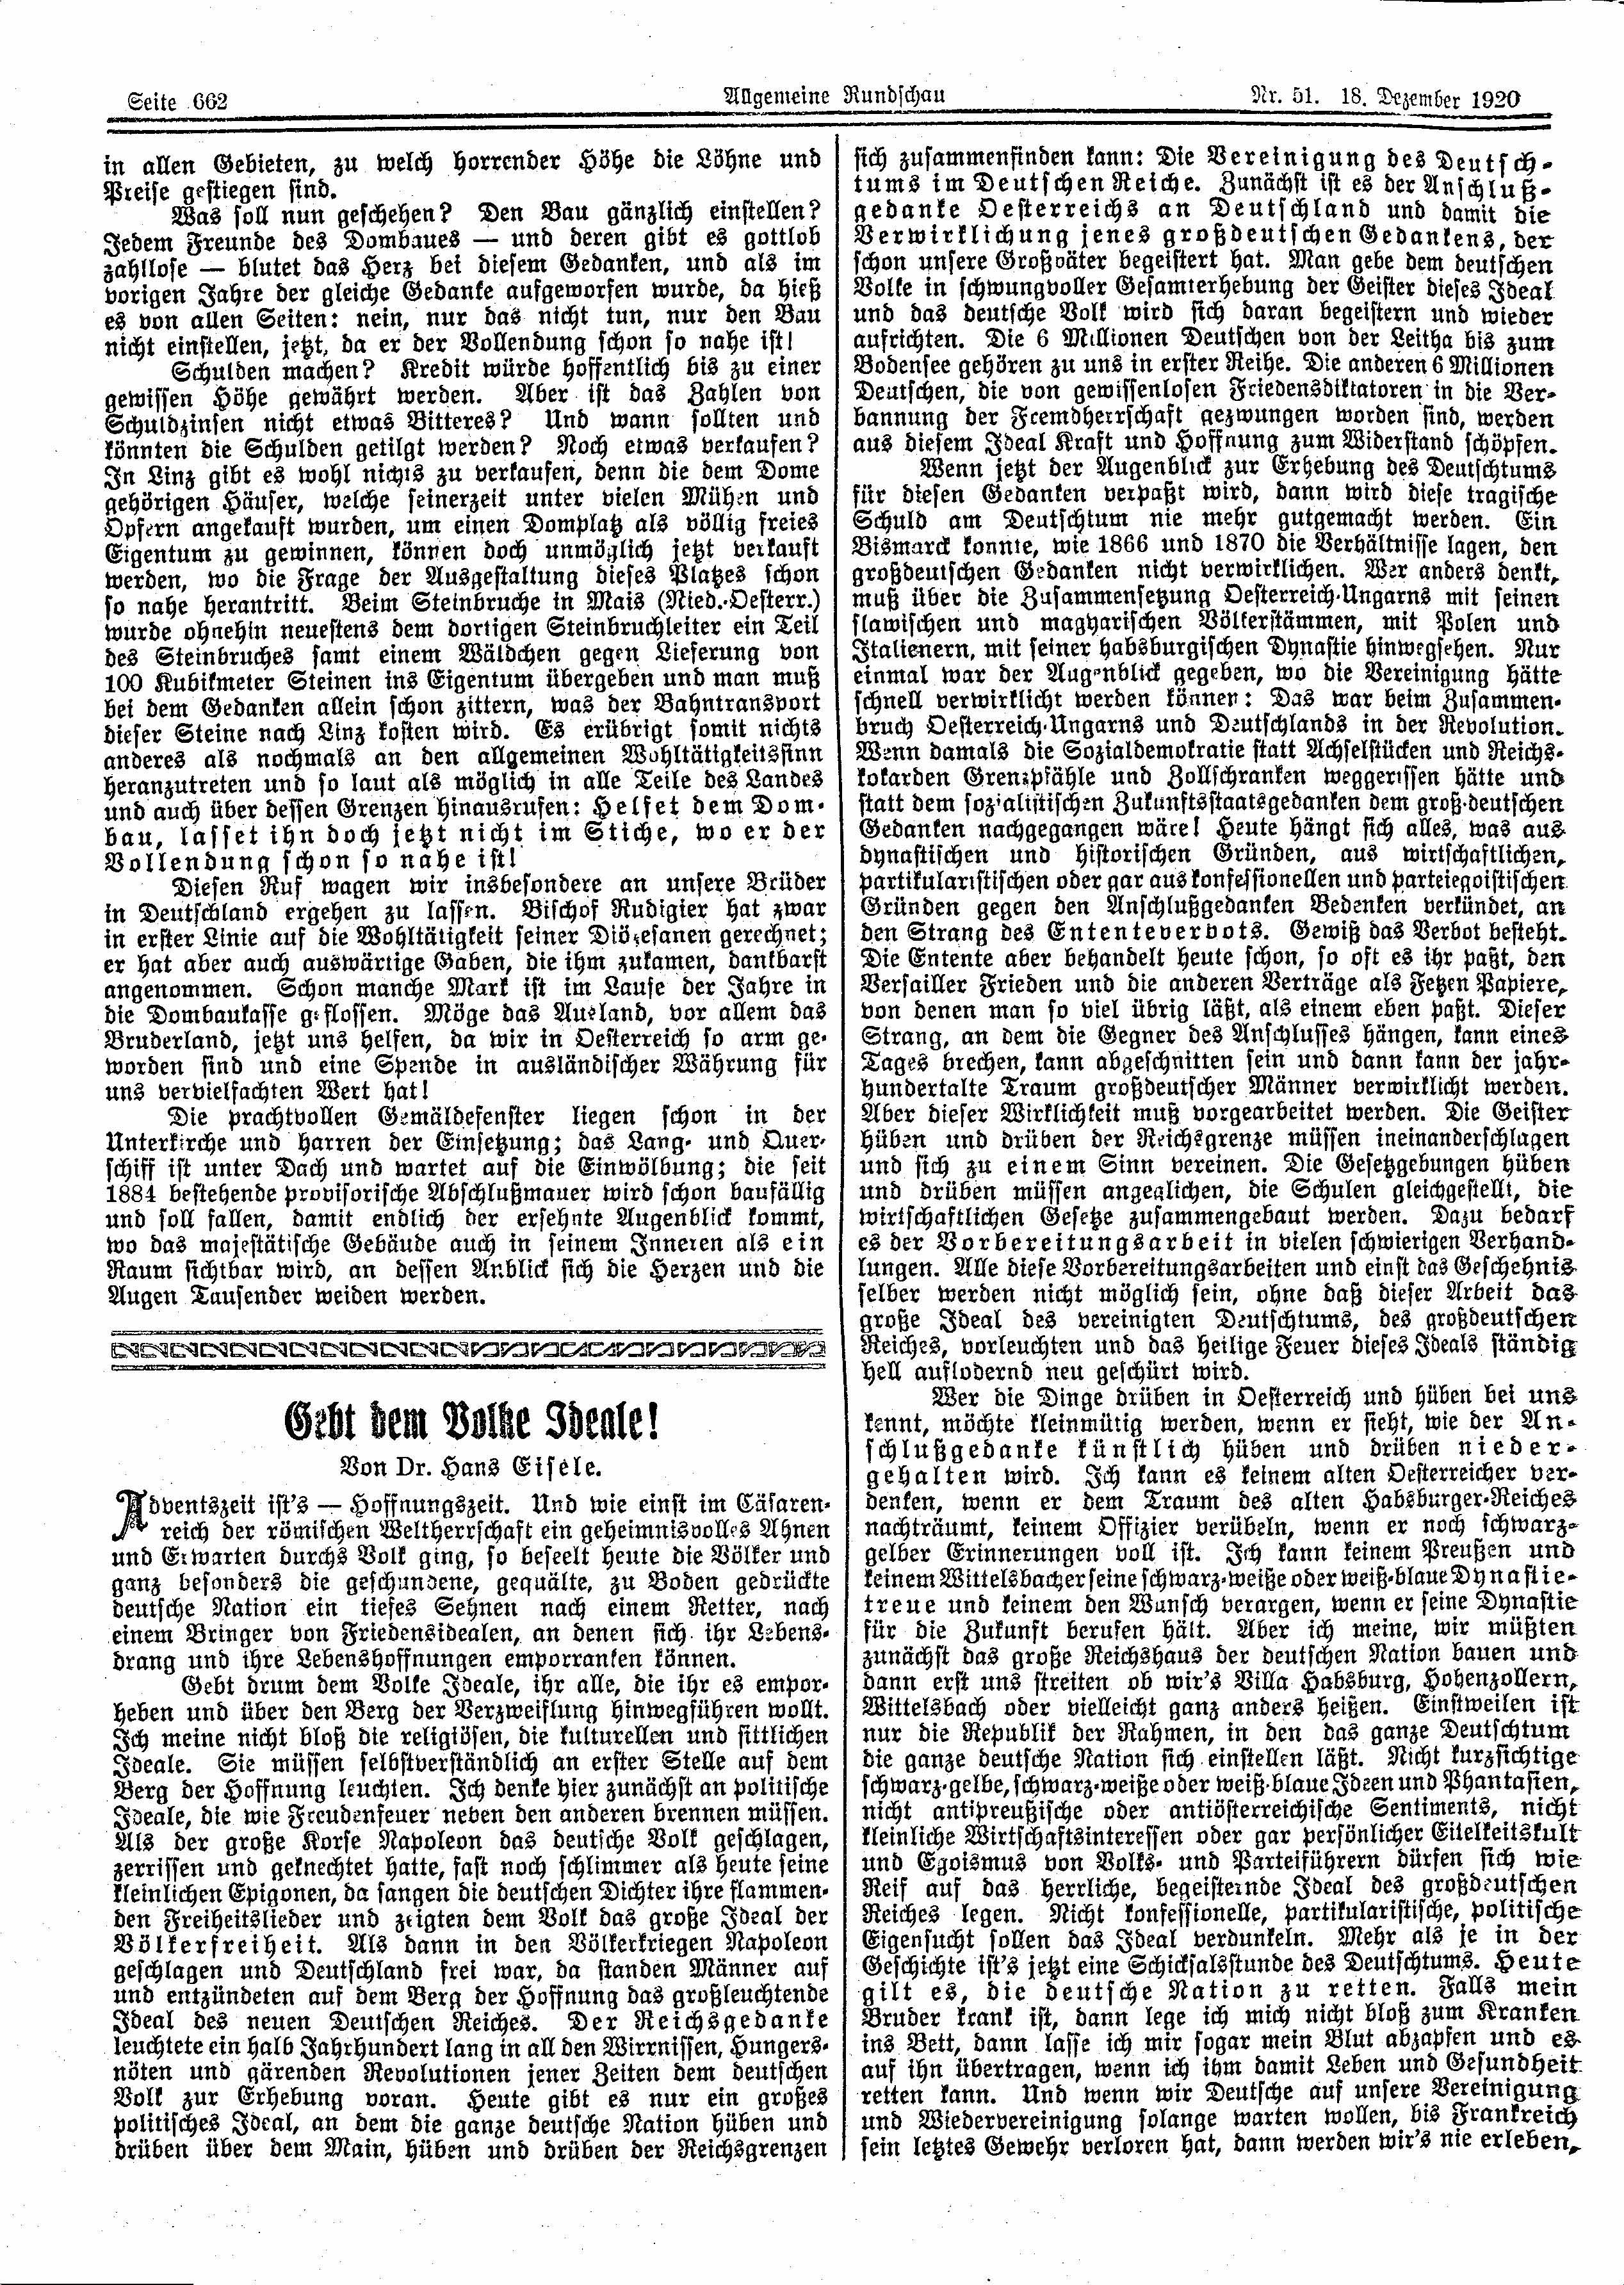 Seite 662
Allgemeine Rundschau
Nr. 51. 18. Dezember 1920
in allen Gebieten, zu welch horrender Höhe die Löhne und
Preise gestiegen sind.
Was soll nun geschehen? Den Bau gänzlich einstellen?
Jedem Freunde des Dombaues — und deren gibt es gottlob
zahllose — blutet das Herz bei diesem Gedanken, und als im
vorigen Jahre der gleiche Gedanke aufgeworfen wurde, da hieß
es von allen Seiten: nein, nur das nicht tun, nur den Bau
nicht einstellen, jetzt, da er der Vollendung schon so nahe ist!
Schulden machen? Kredit würde hoffentlich bis zu einer
gewissen Höhe gewährt werden. Aber ist das Zahlen von
Schuldzinsen nicht etwas Bitteres? Und wann sollten und
könnten die Schulden getilgt werden? Noch etwas verkaufen?
In Linz gibt es wohl nichts zu verkaufen, denn die dem Dome
gehörigen Häuser, welche seinerzeit unter vielen Mühen und
Opfern angekauft wurden, um einen Domplatz als völlig freies
Eigentum zu gewinnen, können doch unmöglich jetzt verkauft
werden, wo die Frage der Ausgestaltung dieses Platzes schon
so nahe herantritt. Beim Steinbruche in Mais (Nied.-Oesterr.)
wurde ohnehin neuestens dem dortigen Steinbruchleiter ein Teil
des Steinbruches samt einem Wäldchen gegen Lieferung von
100 Kubikmeter Steinen ins Eigentum übergeben und man muß
bei dem Gedanken allein schon zittern, was der Bahntransport
dieser Steine nach Linz kosten wird. Es erübrigt somit nichts
anderes als nochmals an den allgemeinen Wohltätigkeitssinn
heranzutreten und so laut als möglich in alle Teile des Landes
und auch über dessen Grenzen hinausrufen: Helfet dem Dom-
bau, lasset ihn doch jetzt nicht im Stiche, wo er der
Vollendung schon so nahe ist!
Diesen Ruf wagen wir insbesondere an unsere Brüder
in Deutschland ergehen zu lassen. Bischof Rudigier hat zwar
in erster Linie auf die Wohltätigkeit seiner Diözesanen gerechnet;
er hat aber auch auswärtige Gaben, die ihm zukamen, dankbarst
angenommen. Schon manche Mark ist im Laufe der Jahre in
die Dombaukasse geflossen. Möge das Ausland, vor allem das
Bruderland, jetzt uns helfen, da wir in Oesterreich so arm ge-
worden sind und eine Spende in ausländischer Währung für
uns vervielfachten Wert hat!
Die prachtvollen Gemäldefenster liegen schon in der
Unterkirche und harren der Einsetzung; das Lang- und Quer-
schiff ist unter Dach und wartet auf die Einwölbung; die seit
1884 bestehende provisorische Abschlußmauer wird schon baufällig
und soll fallen, damit endlich der ersehnte Augenblick kommt,
wo das majestätische Gebäude auch in seinem Inneren als ein
Raum sichtbar wird, an dessen Anblick sich die Herzen und die
Augen Tausender weiden werden.
Gebt dem Volke Ideale!
Von Dr. Hans Eisele.
Adventszeit ist's — Hoffnungszeit. Und wie einst im Cäsaren-
reich der römischen Weltherrschaft ein geheimnisvolles Ahnen
und Erwarten durchs Volk ging, so beseelt heute die Völker und
ganz besonders die geschundene, gequälte, zu Boden gedrückte
deutsche Nation ein tiefes Sehnen nach einem Retter, nach
einem Bringer von Friedensidealen, an denen sich ihr Lebens-
drang und ihre Lebenshoffnungen emporranken können.
Gebt drum dem Volke Ideale, ihr alle, die ihr es empor-
heben und über den Berg der Verzweiflung hinwegführen wollt.
Ich meine nicht bloß die religiösen, die kulturellen und sittlichen
Ideale. Sie müssen selbstverständlich an erster Stelle auf dem
Berg der Hoffnung leuchten. Ich denke hier zunächst an politische
Ideale, die wie Freudenfeuer neben den anderen brennen müssen.
Als der große Korse Napoleon das deutsche Volk geschlagen,
zerrissen und geknechtet hatte, fast noch schlimmer als heute seine
kleinlichen Epigonen, da sangen die deutschen Dichter ihre flammen-
den Freiheitslieder und zeigten dem Volk das große Ideal der
Völkerfreiheit. Als dann in den Völkerkriegen Napoleon
geschlagen und Deutschland frei war, da standen Männer auf
und entzündeten auf dem Berg der Hoffnung das großleuchtende
Ideal des neuen Deutschen Reiches. Der Reichsgedanke
leuchtete ein halb Jahrhundert lang in all den Wirrnissen, Hungers-
nöten und gärenden Revolutionen jener Zeiten dem deutschen
Volk zur Erhebung voran. Heute gibt es nur ein großes
politisches Ideal, an dem die ganze deutsche Nation hüben und
drüben über dem Main, hüben und drüben der Reichsgrenzen
sich zusammenfinden kann: Die Vereinigung des Deutsch-
tums im Deutschen Reiche. Zunächst ist es der Anschluß-
gedanke Oesterreichs an Deutschland und damit die
Verwirklichung jenes großdeutschen Gedankens, der
schon unsere Großväter begeistert hat. Man gebe dem deutschen
Volke in schwungvoller Gesamterhebung der Geister dieses Ideal
und das deutsche Volk wird sich daran begeistern und wieder
aufrichten. Die 6 Millionen Deutschen von der Leitha bis zum
Bodensee gehören zu uns in erster Reihe. Die anderen 6 Millionen
Deutschen, die von gewissenlosen Friedensdiktatoren in die Ver-
bannung der Fremdherrschaft gezwungen worden sind, werden
aus diesem Ideal Kraft und Hoffnung zum Widerstand schöpfen.
Wenn jetzt der Augenblick zur Erhebung des Deutschtums
für diesen Gedanken verpaßt wird, dann wird diese tragische
Schuld am Deutschtum nie mehr gutgemacht werden. Ein
Bismarck konnte, wie 1866 und 1870 die Verhältnisse lagen, den
großdeutschen Gedanken nicht verwirklichen. Wer anders denkt,
muß über die Zusammensetzung Oesterreich-Ungarns mit seinen
slawischen und magyarischen Völkerstämmen, mit Polen und
Italienern, mit seiner habsburgischen Dynastie hinwegsehen. Nur
einmal war der Augenblick gegeben, wo die Vereinigung hätte
schnell verwirklicht werden können: Das war beim Zusammen-
bruch Oesterreich-Ungarns und Deutschlands in der Revolution.
Wenn damals die Sozialdemokratie statt Achselstücken und Reichs-
kokarden Grenzpfähle und Zollschranken weggerissen hätte und
statt dem sozialistischen Zukunftsstaatsgedanken dem groß-deutschen
Gedanken nachgegangen wäre! Heute hängt sich alles, was aus
dynastischen und historischen Gründen, aus wirtschaftlichen,
partikularistischen oder gar aus konfessionellen und parteiegoistischen
Gründen gegen den Anschlußgedanken Bedenken verkündet, an
den Strang des Ententeverbots. Gewiß das Verbot besteht.
Die Entente aber behandelt heute schon, so oft es ihr paßt, den
Versailler Frieden und die anderen Verträge als Fetzen Papiere,
von denen man so viel übrig läßt, als einem eben paßt. Dieser
Strang, an dem die Gegner des Anschlusses hängen, kann eines
Tages brechen, kann abgeschnitten sein und dann kann der jahr-
hundertalte Traum großdeutscher Männer verwirklicht werden.
Aber dieser Wirklichkeit muß vorgearbeitet werden. Die Geister
hüben und drüben der Reichsgrenze müssen ineinanderschlagen
und sich zu einem Sinn vereinen. Die Gesetzgebungen hüben
und drüben müssen angeglichen, die Schulen gleichgestellt, die
wirtschaftlichen Gesetze zusammengebaut werden. Dazu bedarf
es der Vorbereitungsarbeit in vielen schwierigen Verhand-
lungen. Alle diese Vorbereitungsarbeiten und einst das Geschehnis
selber werden nicht möglich sein, ohne daß dieser Arbeit das
große Ideal des vereinigten Deutschtums, des großdeutschen
Reiches, vorleuchten und das heilige Feuer dieses Ideals ständig
hell auflodernd neu geschürt wird.
Wer die Dinge drüben in Oesterreich und hüben bei uns
kennt, möchte kleinmütig werden, wenn er sieht, wie der An-
schlußgedanke künstlich hüben und drüben nieder-
gehalten wird. Ich kann es keinem alten Oesterreicher ver-
denken, wenn er dem Traum des alten Habsburger-Reiches
nachträumt, keinem Offizier verübeln, wenn er noch schwarz-
gelber Erinnerungen voll ist. Ich kann keinem Preußen und
keinem Wittelsbacher seine schwarz-weiße oder weiß-blaue Dynastie-
treue und keinem den Wunsch verargen, wenn er seine Dynastie
für die Zukunft berufen hält. Aber ich meine, wir müßten
zunächst das große Reichshaus der deutschen Nation bauen und
dann erst uns streiten ob wir's Villa Habsburg, Hohenzollern,
Wittelsbach oder vielleicht ganz anders heißen. Einstweilen ist
nur die Republik der Rahmen, in den das ganze Deutschtum
die ganze deutsche Nation sich einstellen läßt. Nicht kurzsichtige
schwarz-gelbe, schwarz-weiße oder weiß-blaue Ideen und Phantasien,
nicht antipreußische oder antiösterreichische Sentiments, nicht
kleinliche Wirtschaftsinteressen oder gar persönlicher Eitelkeitskult
und Egoismus von Volks- und Parteiführern dürfen sich wie
Reif auf das herrliche, begeisternde Ideal des großdeutschen
Reiches legen. Nicht konfessionelle, partikularistische, politische
Eigensucht sollen das Ideal verdunkeln. Mehr als je in der
Geschichte ist's jetzt eine Schicksalsstunde des Deutschtums. Heute
gilt es, die deutsche Nation zu retten. Falls mein
Bruder krank ist, dann lege ich mich nicht bloß zum Kranken
ins Bett, dann lasse ich mir sogar mein Blut abzapfen und es
auf ihn übertragen, wenn ich ihm damit Leben und Gesundheit
retten kann. Und wenn wir Deutsche auf unsere Vereinigung
und Wiedervereinigung solange warten wollen, bis Frankreich
sein letztes Gewehr verloren hat, dann werden wir's nie erleben,